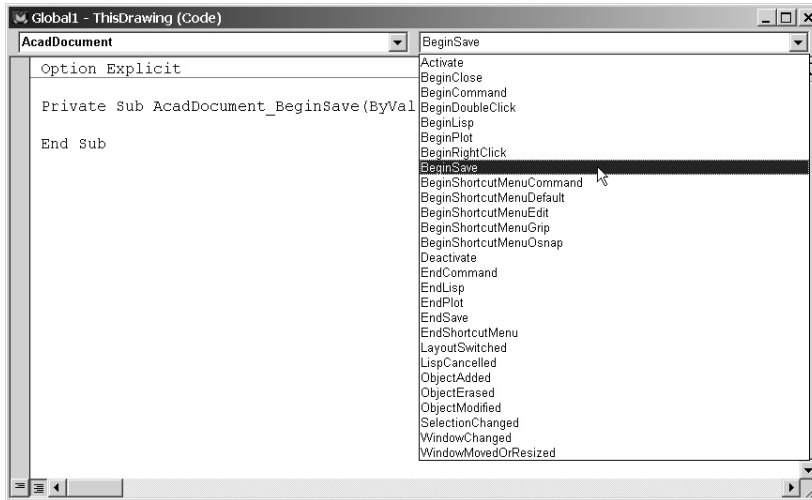 Global1 - ThisDrawing (Code)
AcadDocument
BeginSave
Option Explicit
Private Sub AcadDocument_BeginSave(ByVal
End Sub
Activate
BeginClose
BeginCommand
BeginDoubleClick
BeginLisp
BeginPlot
BeginRightClick
BeginSave
BeginShortcutMenuCommand
BeginShortcutMenuDefault
BeginShortcutMenuEdit
BeginShortcutMenuGrip
BeginShortcutMenuOsnap
Deactivate
EndCommand
EndLisp
EndPlot
EndSave
EndShortcutMenu
LayoutSwitched
LispCancelled
ObjectAdded
ObjectErased
ObjectModified
SelectionChanged
WindowChanged
WindowMovedOrResized